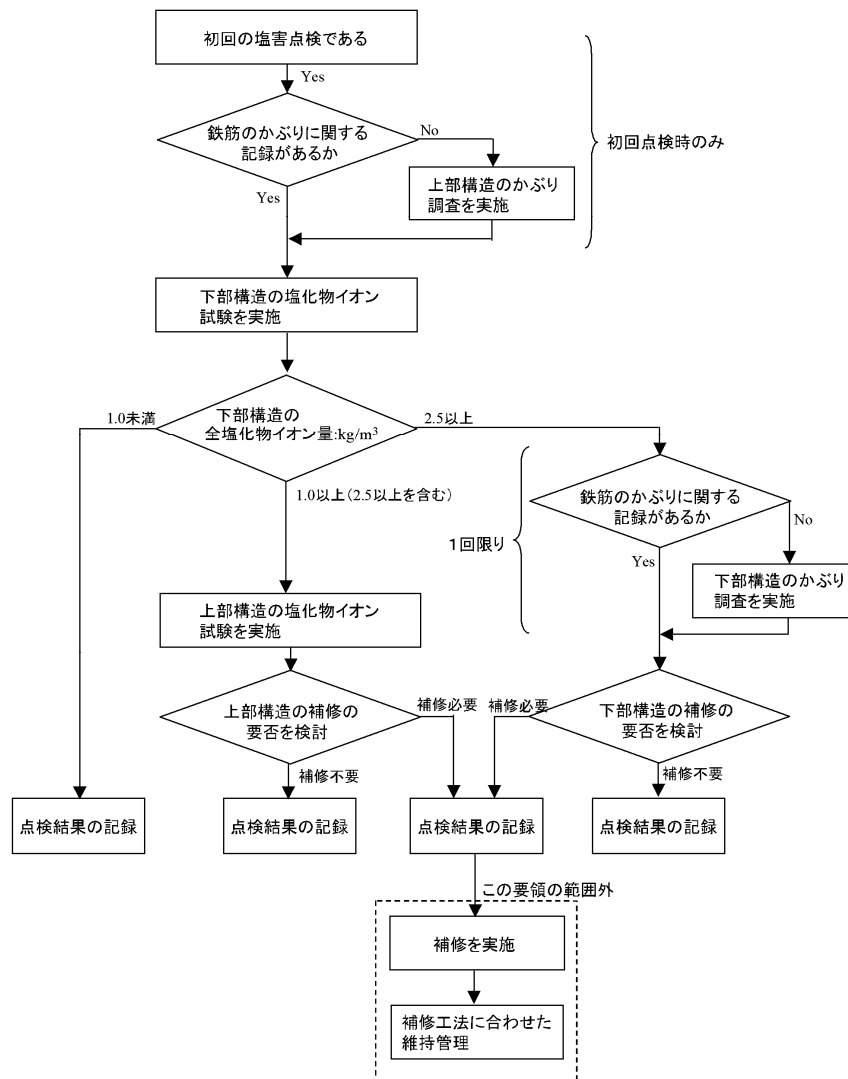 初回の塩害点検である
Yes
鉄筋のかぶりに関する
記録があるか
No
初回点検時のみ
上部構造のかぶり
調査を実施
Yes
下部構造の塩化物イオン
試験を実施
1.0未満
下部構造の
全塩化物イオン量:kg/m³
2.5以上
1.0以上(2.5以上を含む)
鉄筋のかぶりに関する
記録があるか
No
1回限り
Yes
下部構造のかぶり
調査を実施
上部構造の塩化物イオン
試験を実施
上部構造の補修の
要否を検討
補修必要
補修必要
下部構造の補修の
要否を検討
補修不要
補修不要
点検結果の記録
点検結果の記録
点検結果の記録
点検結果の記録
この要領の範囲外
補修を実施
補修工法に合わせた
維持管理